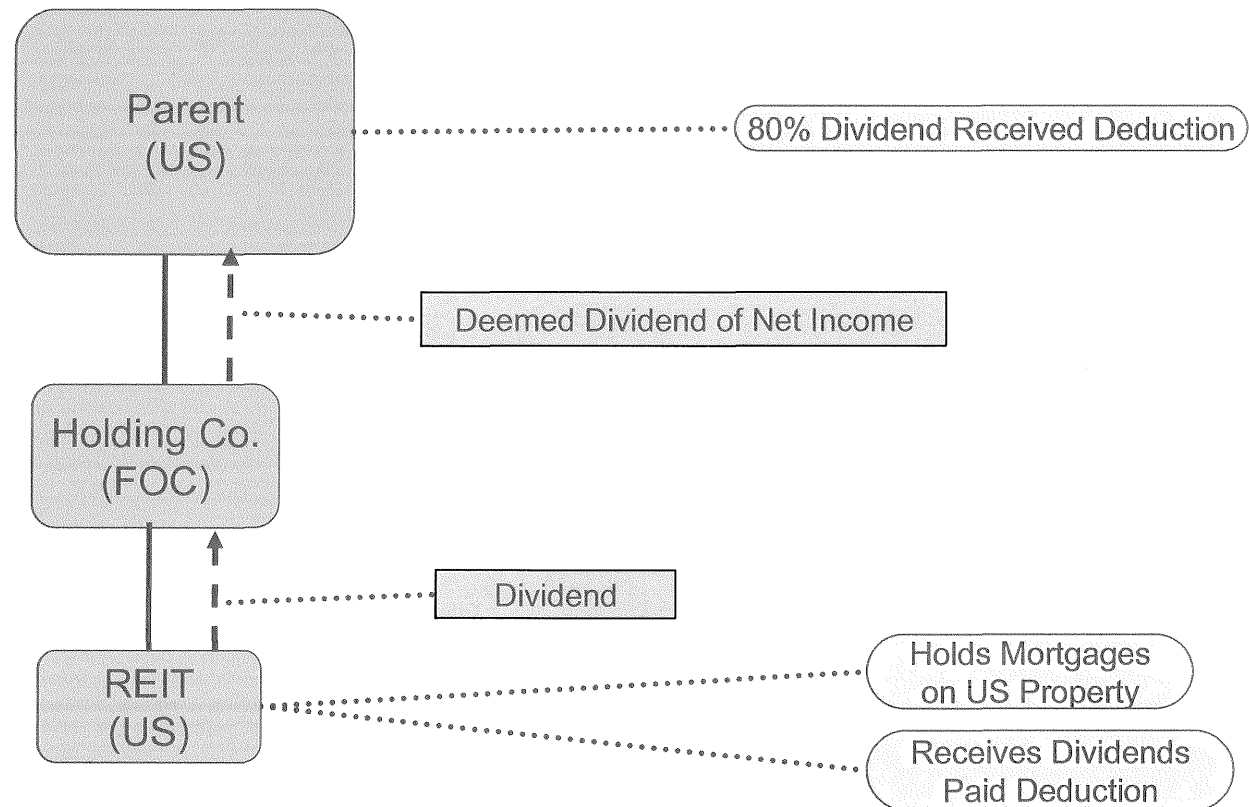 Parent
(US)
80% Dividend Received Deduction
Deemed Dividend of Net Income
Holding Co.
(FOC)
Dividend
REIT
(US)
Holds Mortgages
on US Property
Receives Dividends
Paid Deduction